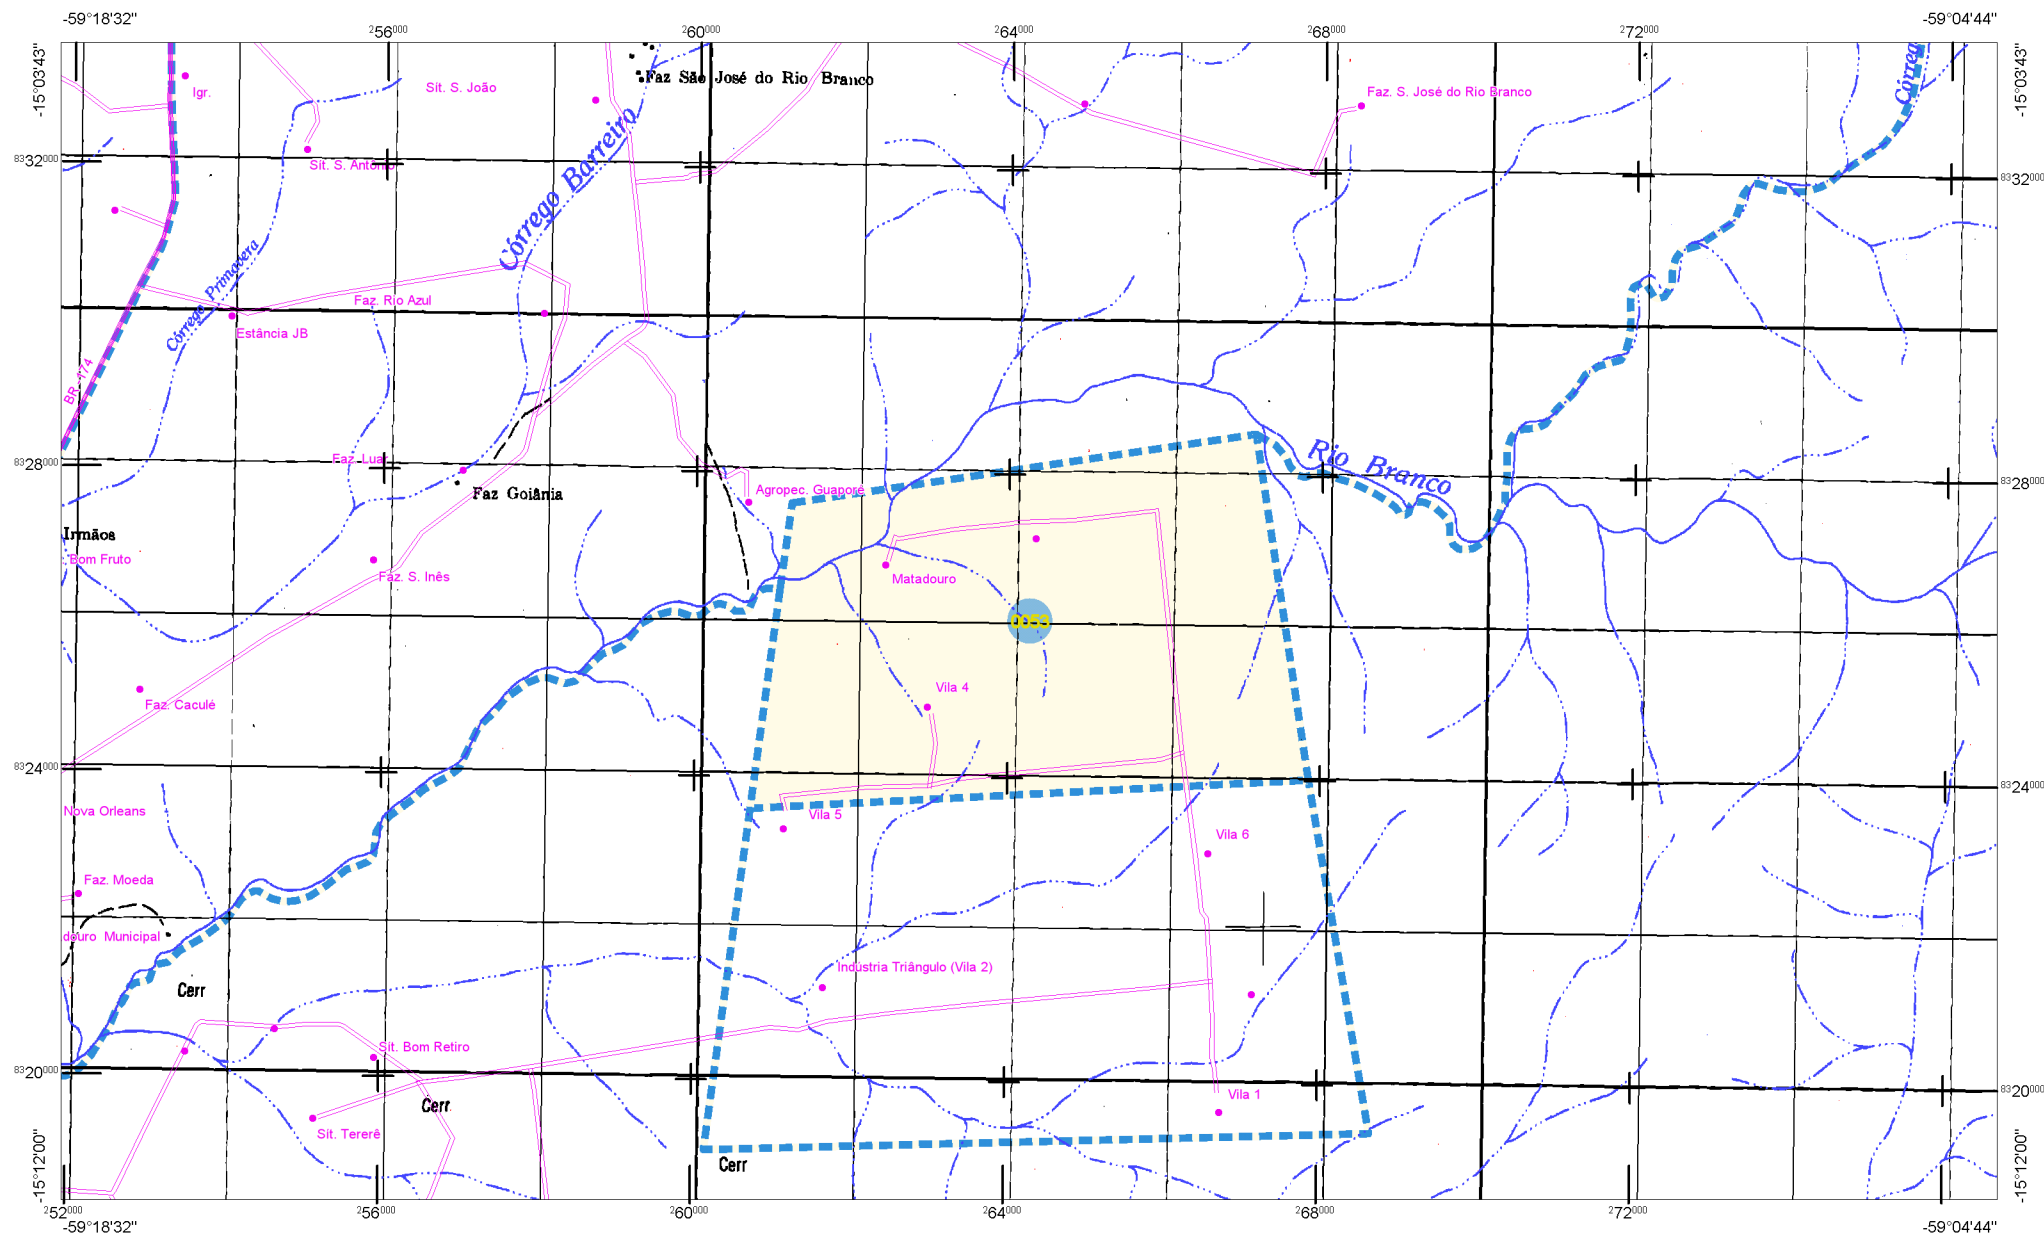 -59°18'32"
-59°04'44"
256000
260000
264000
268000
272000
-15°03'43"
-15°03'43"
Igr.
Sít. S. João
Faz São José do Rio Branco
Faz. S. José do Rio Branco
Córreg
Córrego Barreiro
8332000
Sít. S. Antônio
8332000
Córrego Primavera
Faz. Rio Azul
Estância JB
BR-174
Faz. Lua
8328000
Rio Branco
8328000
Faz Goiânia
Agropec. Guaporé
Irmãos
Bom Fruto
Faz. S. Inês
Matadouro
0053
Vila 4
Faz. Caculé
8324000
8324000
Nova Orleans
Vila 5
Vila 6
Faz. Moeda
douro Municipal
Indústria Triângulo (Vila 2)
Cerr
Sít. Bom Retiro
8320000
8320000
Cerr
Vila 1
Sít. Tererê
Cerr
-15°12'00"
-15°12'00"
252000
256000
260000
264000
268000
272000
-59°18'32"
-59°04'44"